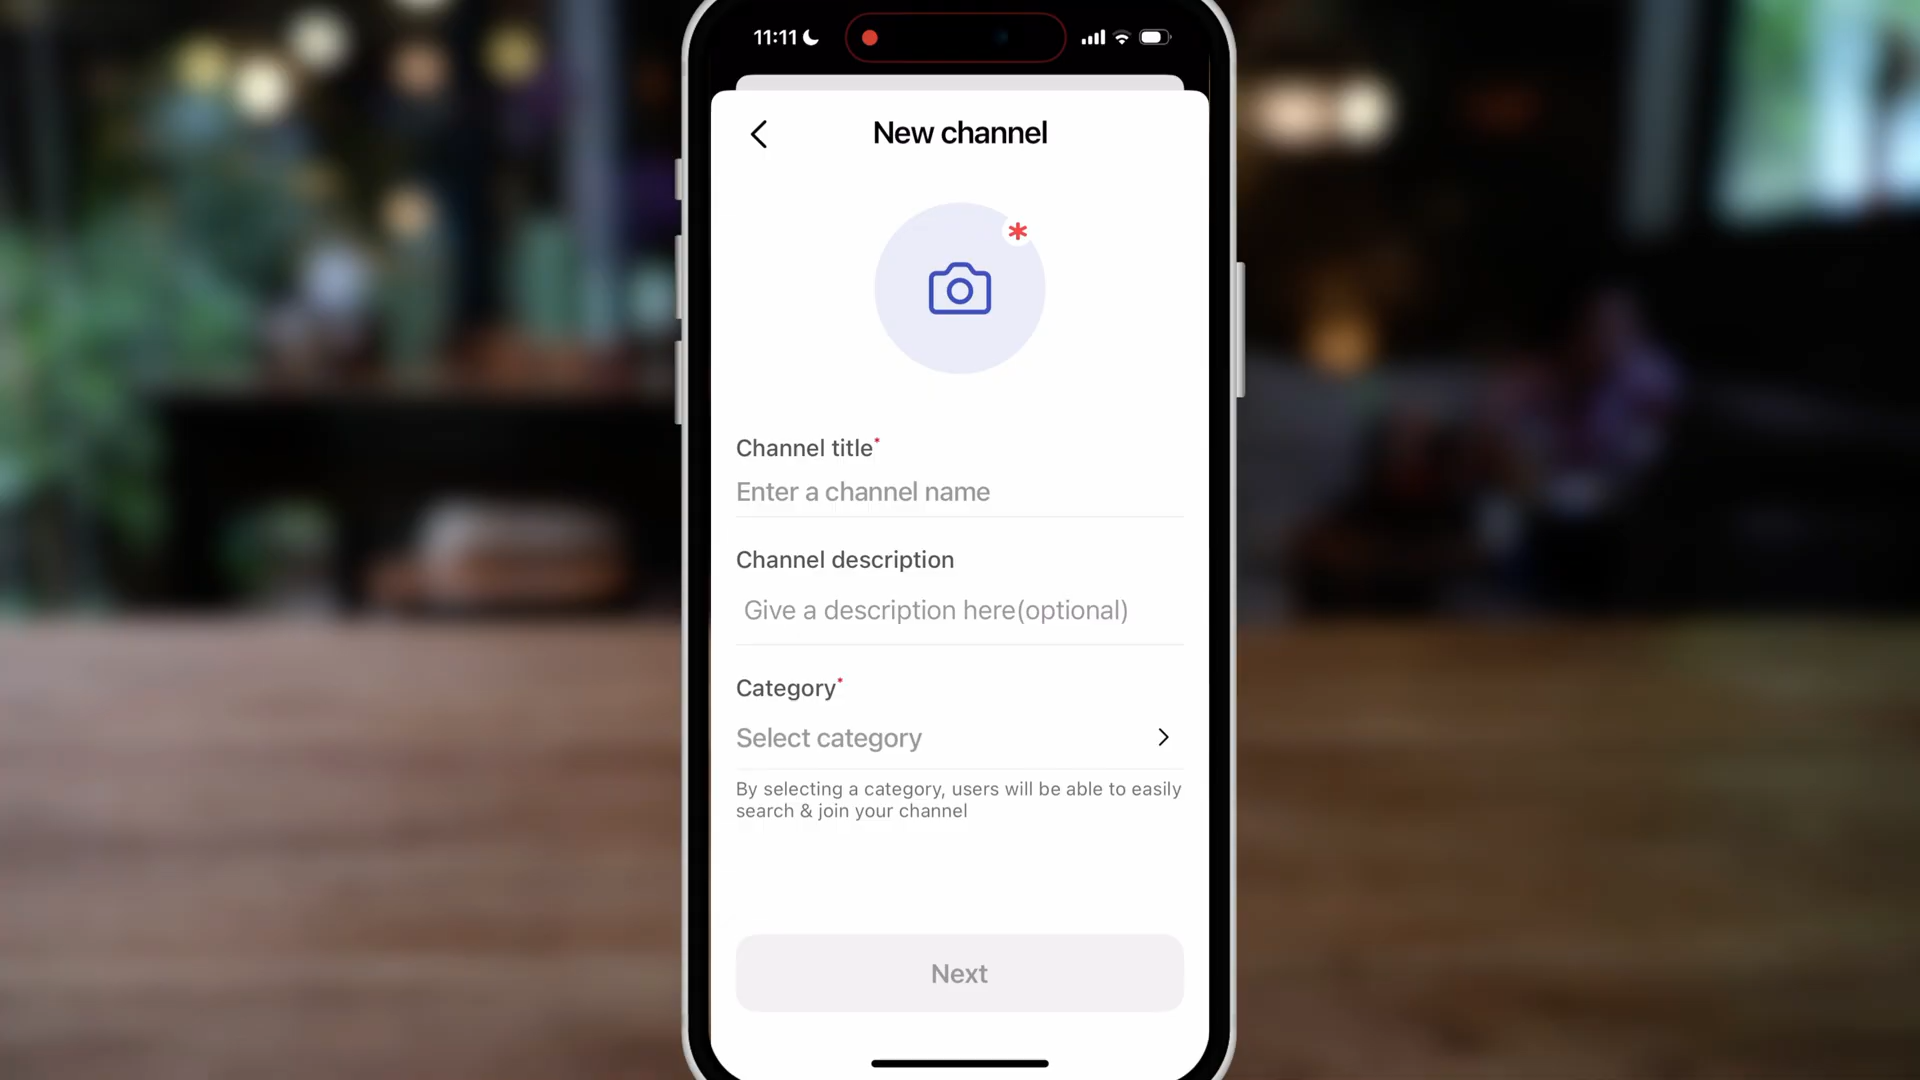 11:11
New channel
*
Channel title*
Enter a channel name
Channel description
Give a description here(optional)
Category*
Select category
By selecting a category, users will be able to easily
search & join your channel
Next